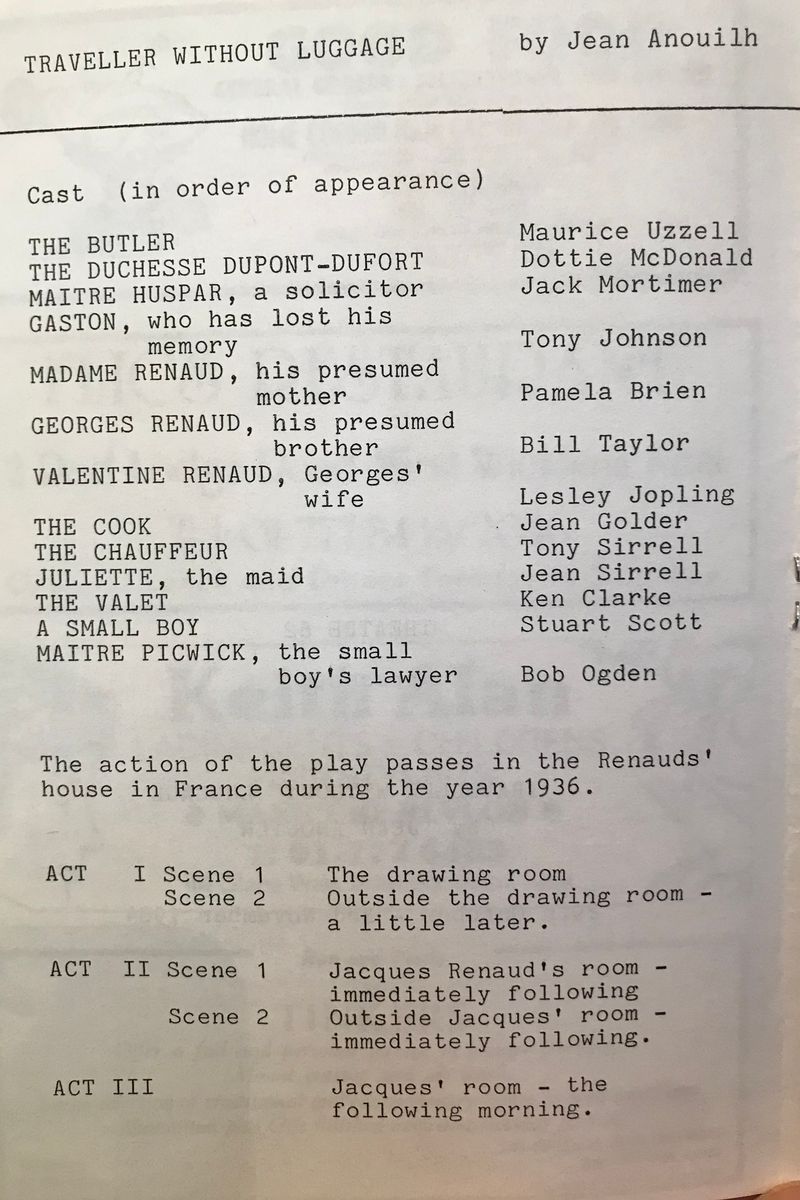 TRAVELLER WITHOUT LUGGAGE by Jean Anouilh
Cast (in order of appearance)
THE BUTLER Maurice Uzzell
THE DUCHESSE DUPONT-DUFORT Dottie McDonald
MAITRE HUSPAR, a solicitor Jack Mortimer
GASTON, who has lost his
memory Tony Johnson
MADAME RENAUD, his presumed
mother Pamela Brien
GEORGES RENAUD, his presumed
brother Bill Taylor
VALENTINE RENAUD, Georges'
wife Lesley Jopling
THE COOK Jean Golder
THE CHAUFFEUR Tony Sirrell
JULIETTE, the maid Jean Sirrell
THE VALET Ken Clarke
A SMALL BOY Stuart Scott
MAITRE PICWICK, the small
boy's lawyer Bob Ogden
The action of the play passes in the Renauds'
house in France during the year 1936.
ACT I Scene 1 The drawing room
Scene 2 Outside the drawing room -
a little later.
ACT II Scene 1 Jacques Renaud's room -
immediately following
Scene 2 Outside Jacques' room -
immediately following.
ACT III Jacques' room - the
following morning.